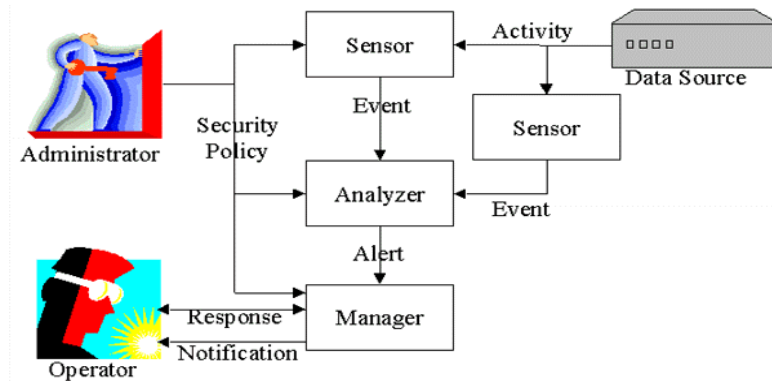 Sensor
Activity
Data Source
Event
Security
Policy
Sensor
Administrator
Analyzer
Event
Alert
Response
Manager
Notification
Operator